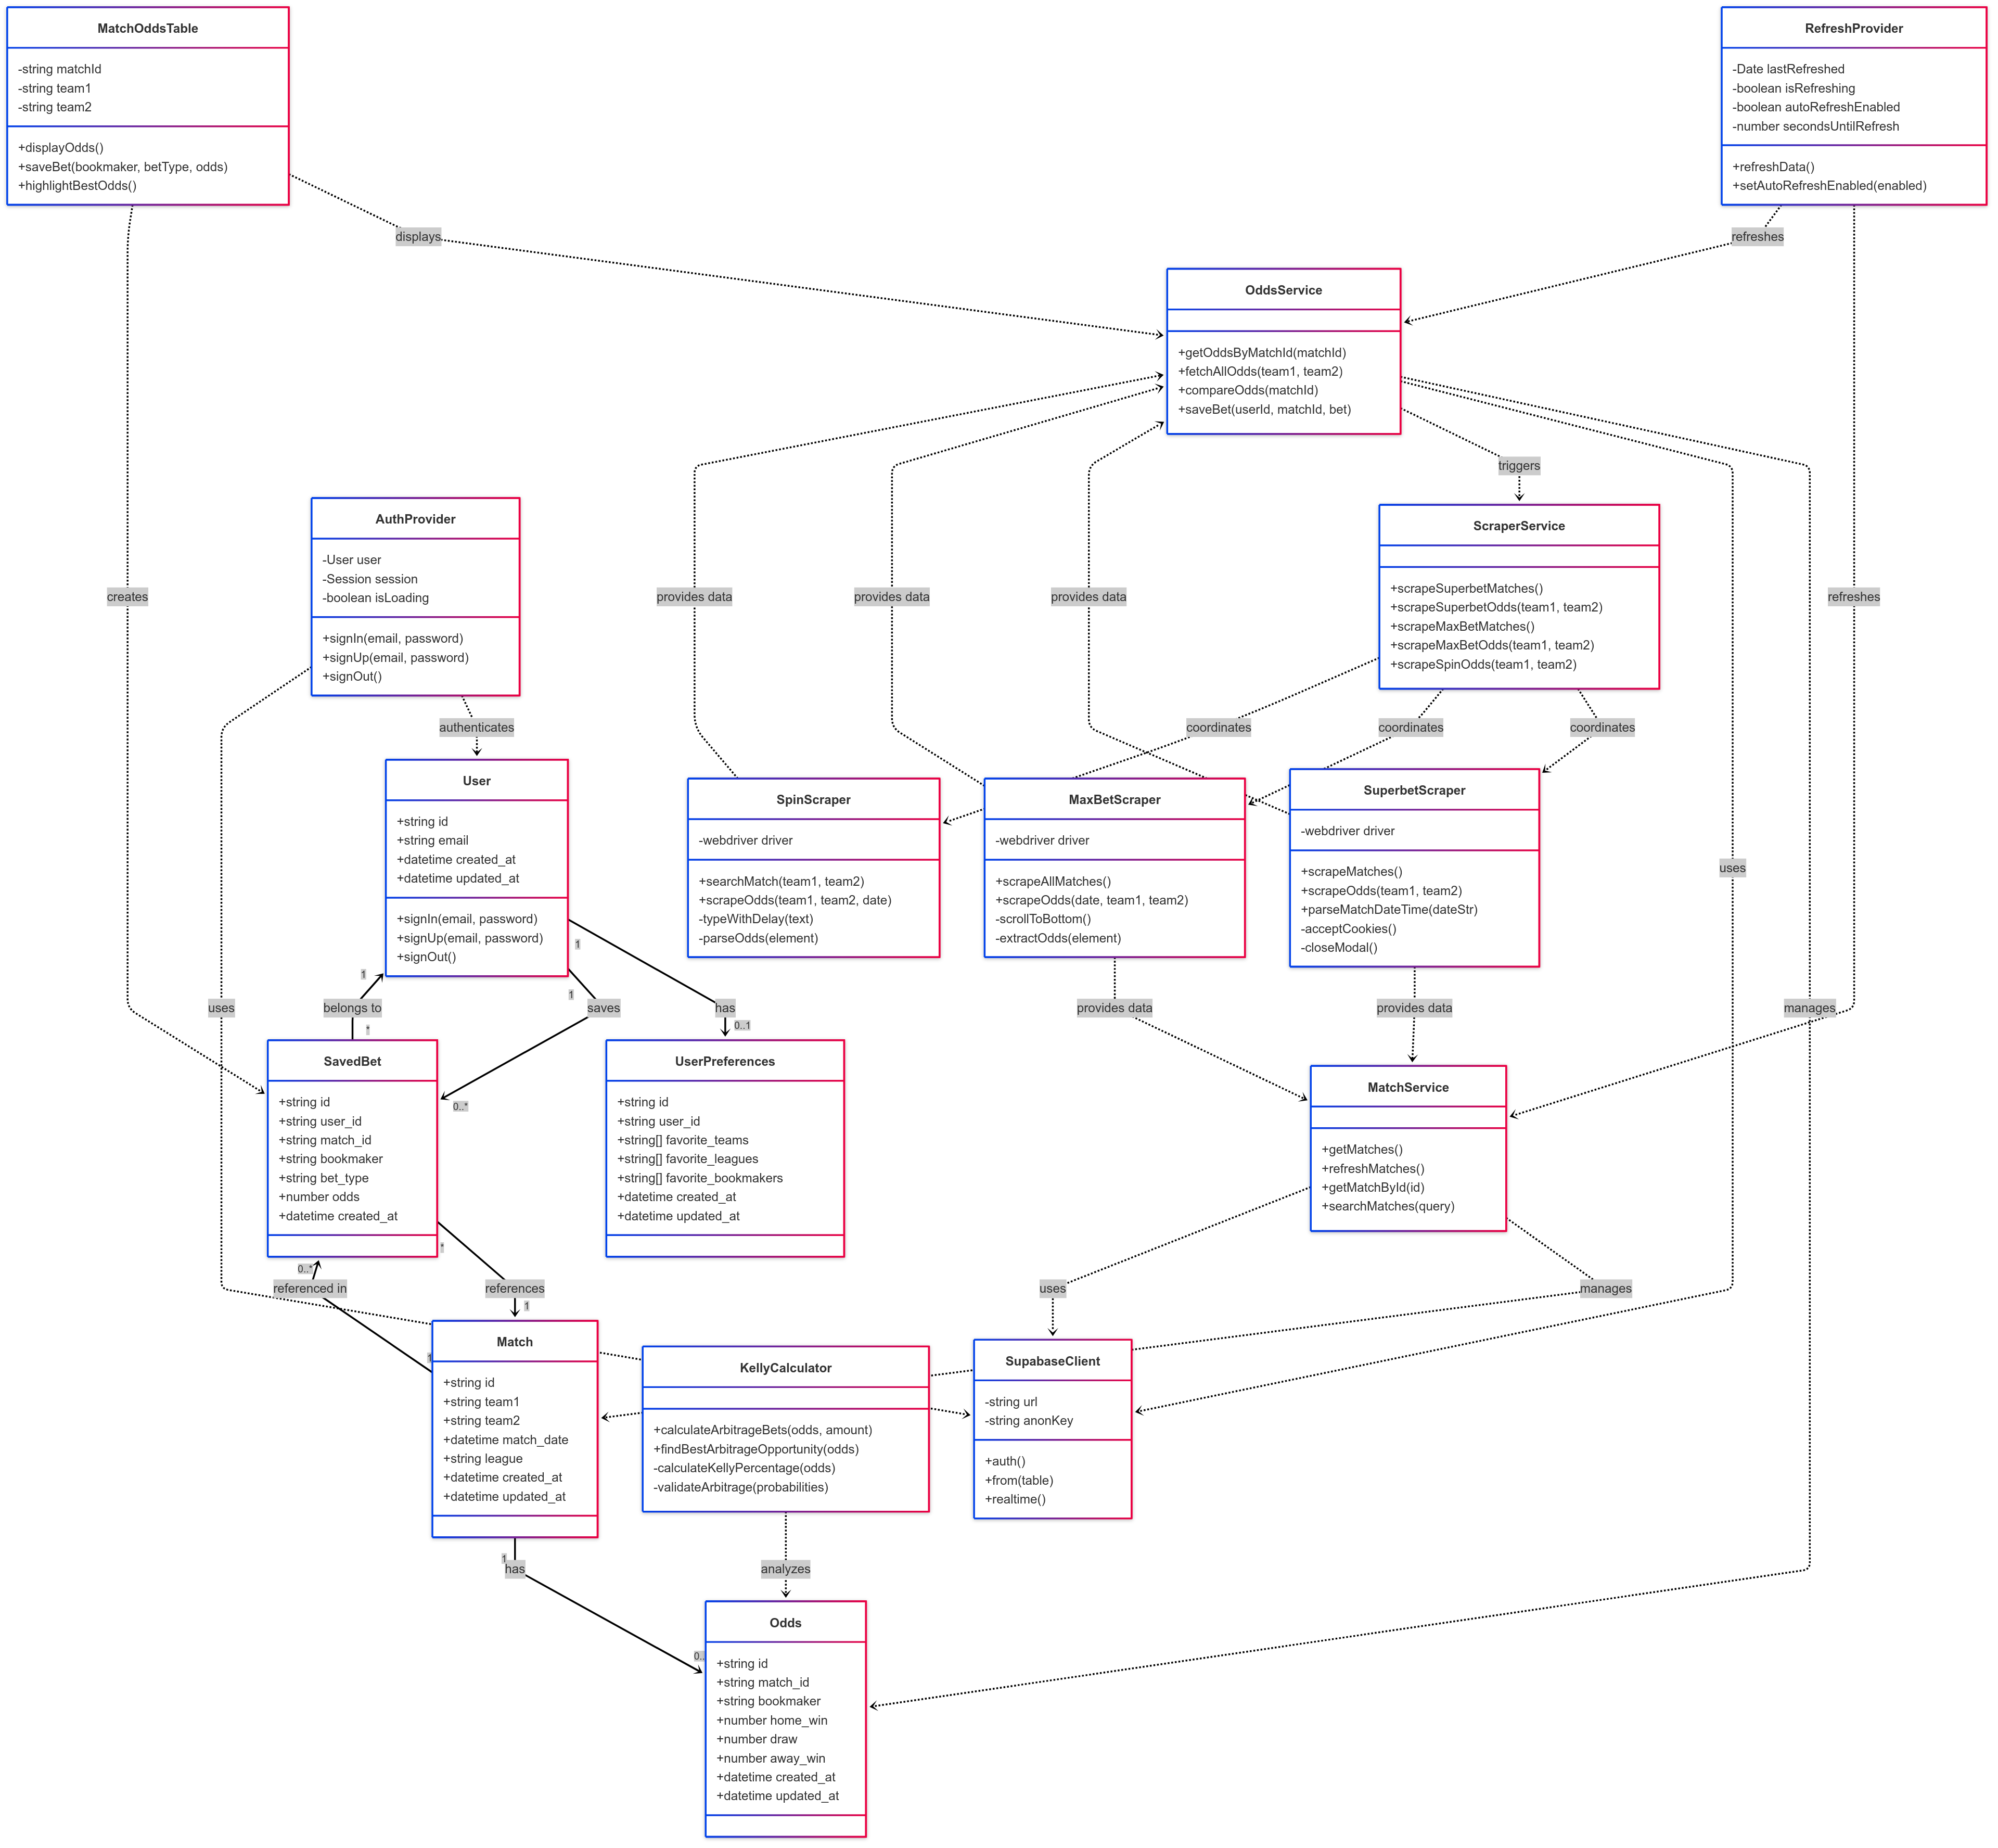 MatchOddsTable
-string matchId
-string team1
-string team2
+displayOdds()
+saveBet(bookmaker, betType, odds)
+highlightBestOdds()
RefreshProvider
-Date lastRefreshed
-boolean isRefreshing
-boolean autoRefreshEnabled
-number secondsUntilRefresh
+refreshData()
+setAutoRefreshEnabled(enabled)
displays
refreshes
OddsService
+getOddsByMatchId(matchId)
+fetchAllOdds(team1, team2)
+compareOdds(matchId)
+saveBet(userId, matchId, bet)
triggers
AuthProvider
-User user
-Session session
-boolean isLoading
+signIn(email, password)
+signUp(email, password)
+signOut()
ScraperService
+scrapeSuperbetMatches()
+scrapeSuperbetOdds(team1, team2)
+scrapeMaxBetMatches()
+scrapeMaxBetOdds(team1, team2)
+scrapeSpinOdds(team1, team2)
creates
provides data
provides data
provides data
refreshes
authenticates
coordinates
coordinates
coordinates
User
+string id
+string email
+datetime created_at
+datetime updated_at
+signIn(email, password)
+signUp(email, password)
+signOut()
SpinScraper
-webdriver driver
+searchMatch(team1, team2)
+scrapeOdds(team1, team2, date)
-typeWithDelay(text)
-parseOdds(element)
MaxBetScraper
-webdriver driver
+scrapeAllMatches()
+scrapeOdds(date, team1, team2)
-scrollToBottom()
-extractOdds(element)
SuperbetScraper
-webdriver driver
+scrapeMatches()
+scrapeOdds(team1, team2)
+parseMatchDateTime(dateStr)
-acceptCookies()
-closeModal()
uses
1
1
1
uses
belongs to
saves
has
provides data
provides data
manages
*
0..1
0..*
SavedBet
+string id
+string user_id
+string match_id
+string bookmaker
+string bet_type
+number odds
+datetime created_at
UserPreferences
+string id
+string user_id
+string[] favorite_teams
+string[] favorite_leagues
+string[] favorite_bookmakers
+datetime created_at
+datetime updated_at
MatchService
+getMatches()
+refreshMatches()
+getMatchById(id)
+searchMatches(query)
*
0..*
referenced in
references
uses
manages
1
1
Match
+string id
+string team1
+string team2
+datetime match_date
+string league
+datetime created_at
+datetime updated_at
KellyCalculator
+calculateArbitrageBets(odds, amount)
+findBestArbitrageOpportunity(odds)
-calculateKellyPercentage(odds)
-validateArbitrage(probabilities)
SupabaseClient
-string url
-string anonKey
+auth()
+from(table)
+realtime()
1
has
analyzes
0..
Odds
+string id
+string match_id
+string bookmaker
+number home_win
+number draw
+number away_win
+datetime created_at
+datetime updated_at